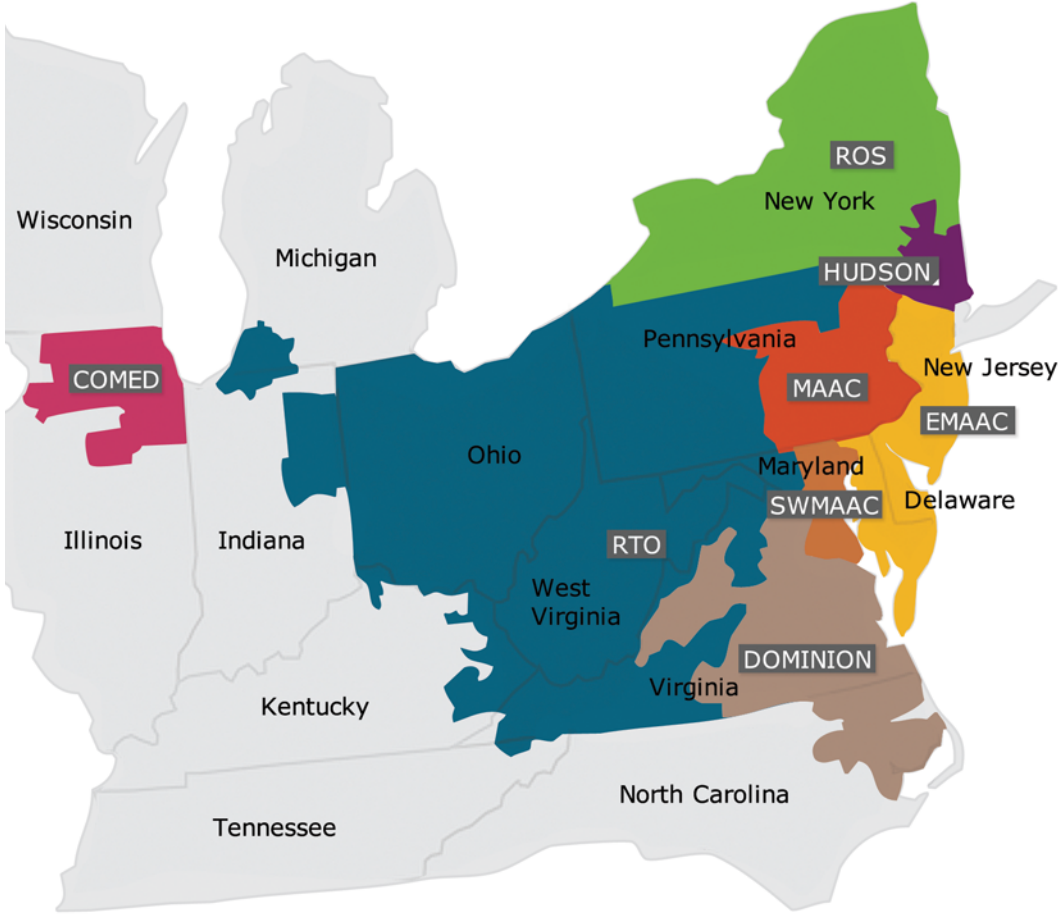 ROS
New York
Wisconsin
Michigan
HUDSON
Pennsylvania
New Jersey
COMED
MAAC
EMAAC
Ohio
Maryland
Delaware
SWMAAC
Illinois
Indiana
RTO
West
Virginia
DOMINION
Virginia
Kentucky
North Carolina
Tennessee